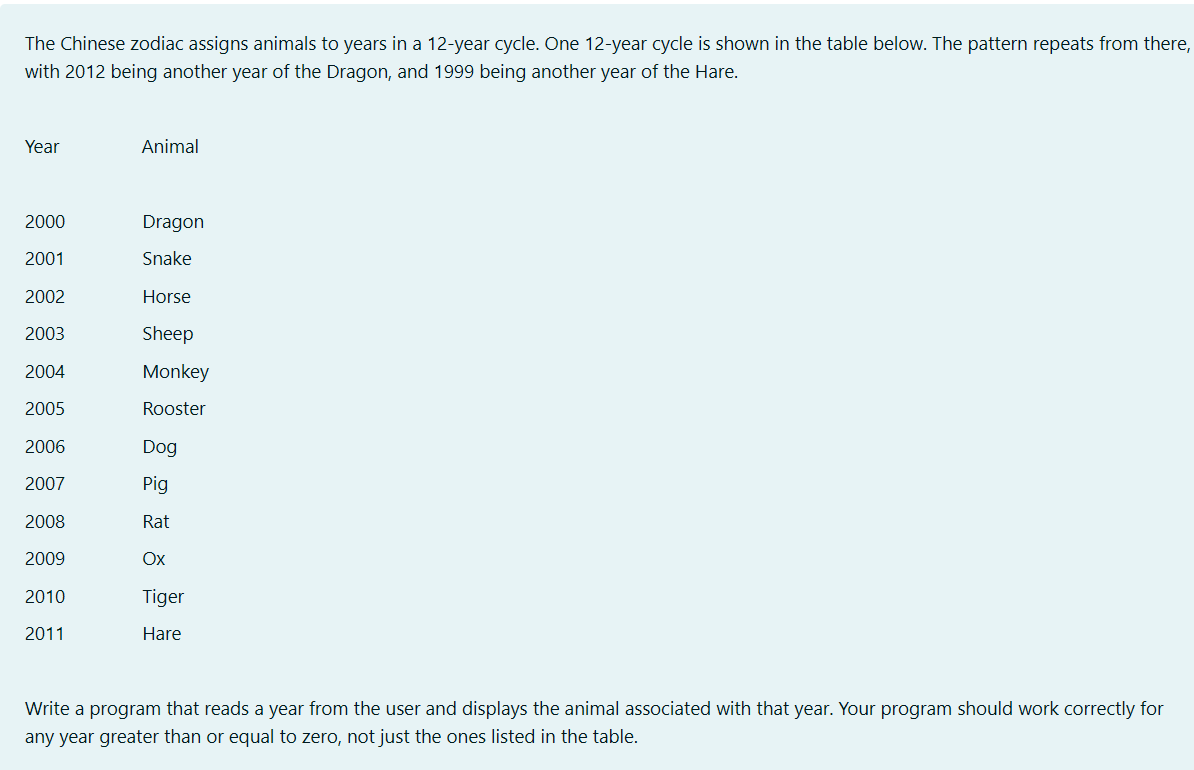 The Chinese zodiac assigns animals to years in a 12-year cycle. One 12-year cycle is shown in the table below. The pattern repeats from there,
with 2012 being another year of the Dragon, and 1999 being another year of the Hare.
Year Animal
2000 Dragon
2001 Snake
2002 Horse
2003 Sheep
2004 Monkey
2005 Rooster
2006 Dog
2007 Pig
2008 Rat
2009 Ox
2010 Tiger
2011 Hare
Write a program that reads a year from the user and displays the animal associated with that year. Your program should work correctly for
any year greater than or equal to zero, not just the ones listed in the table.